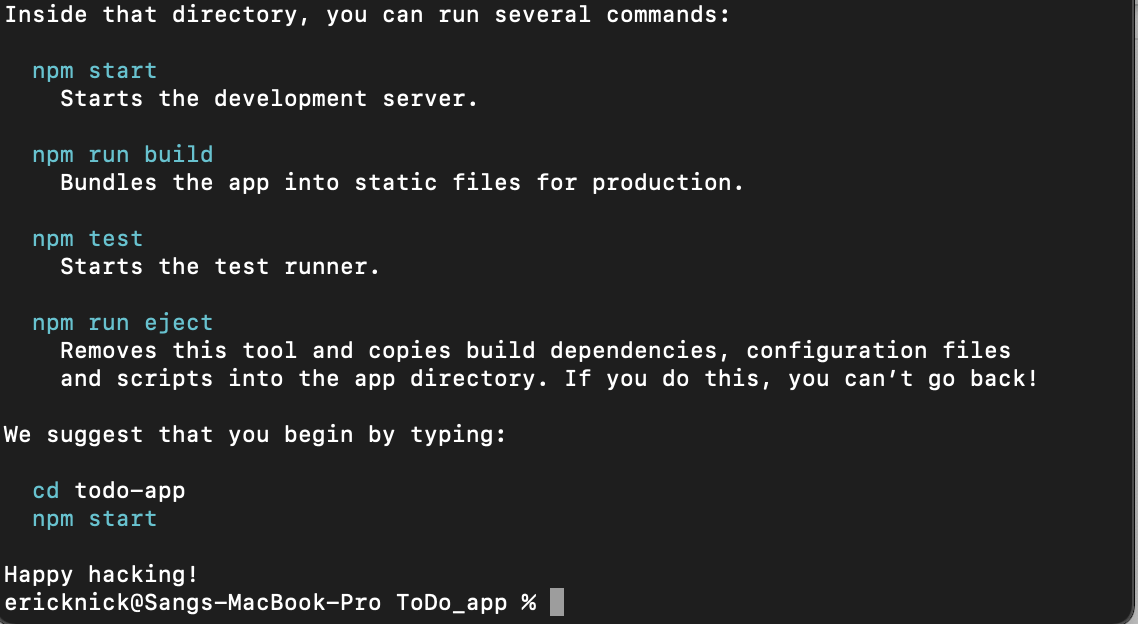 Inside that directory, you can run several commands:
npm start
Starts the development server.
npm run build
Bundles the app into static files for production.
npm test
Starts the test runner.
npm run eject
Removes this tool and copies build dependencies, configuration files
and scripts into the app directory. If you do this, you can’t go back!
We suggest that you begin by typing:
cd todo-app
npm start
Happy hacking!
ericknick@Sangs-MacBook-Pro ToDo_app %